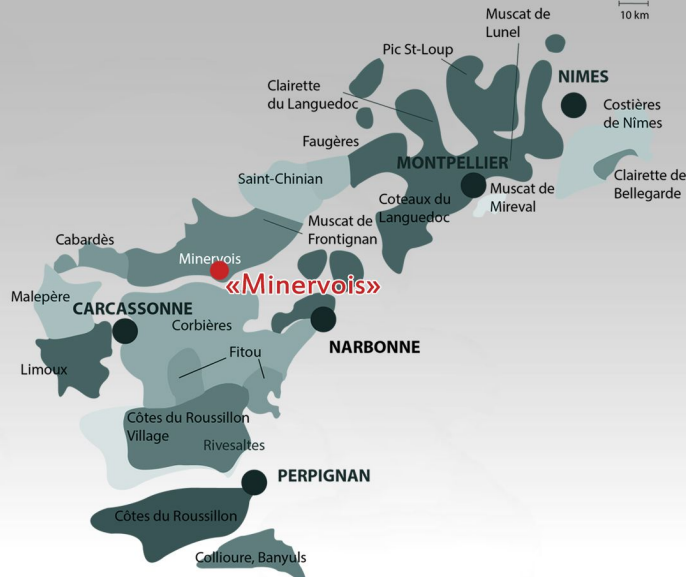 10 km
Muscat de
Lunel
Pic St-Loup
NIMES
Clairette
du Languedoc
Costières
de Nîmes
Faugères
MONTPELLIER
Saint-Chinian
Clairette de
Bellegarde
Muscat de
Mireval
Coteaux du
Languedoc
Muscat de
Frontignan
Cabardès
Minervois
«Minervois»
Malepère
CARCASSONNE
Corbières
NARBONNE
Fitou
Limoux
Côtes du Roussillon
Village
Rivesaltes
PERPIGNAN
Côtes du Roussillon
Collioure, Banyuls